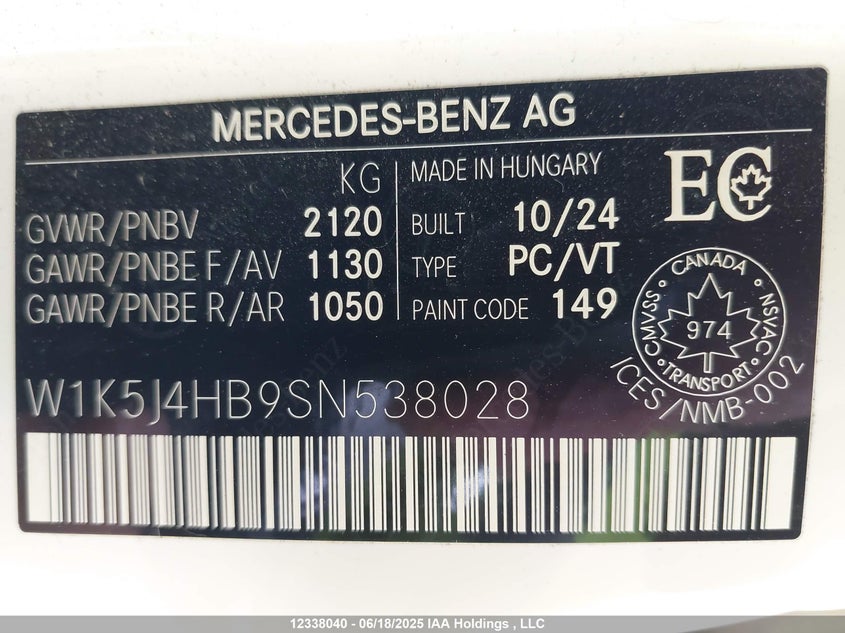 MERCEDES-BENZ AG
KG
GVWR/PNBV 2120
GAWR/PNBE F/AV 1130
GAWR/PNBE R/AR 1050
MADE IN HUNGARY
BUILT 10/24
TYPE PC/VT
PAINT CODE 149
EC
CANADA
CMVSS/NSVAC
974
TRANSPORT
ICES/NMB-002
W1K5J4HB9SN538028
12338040 - 06/18/2025 IAA Holdings , LLC